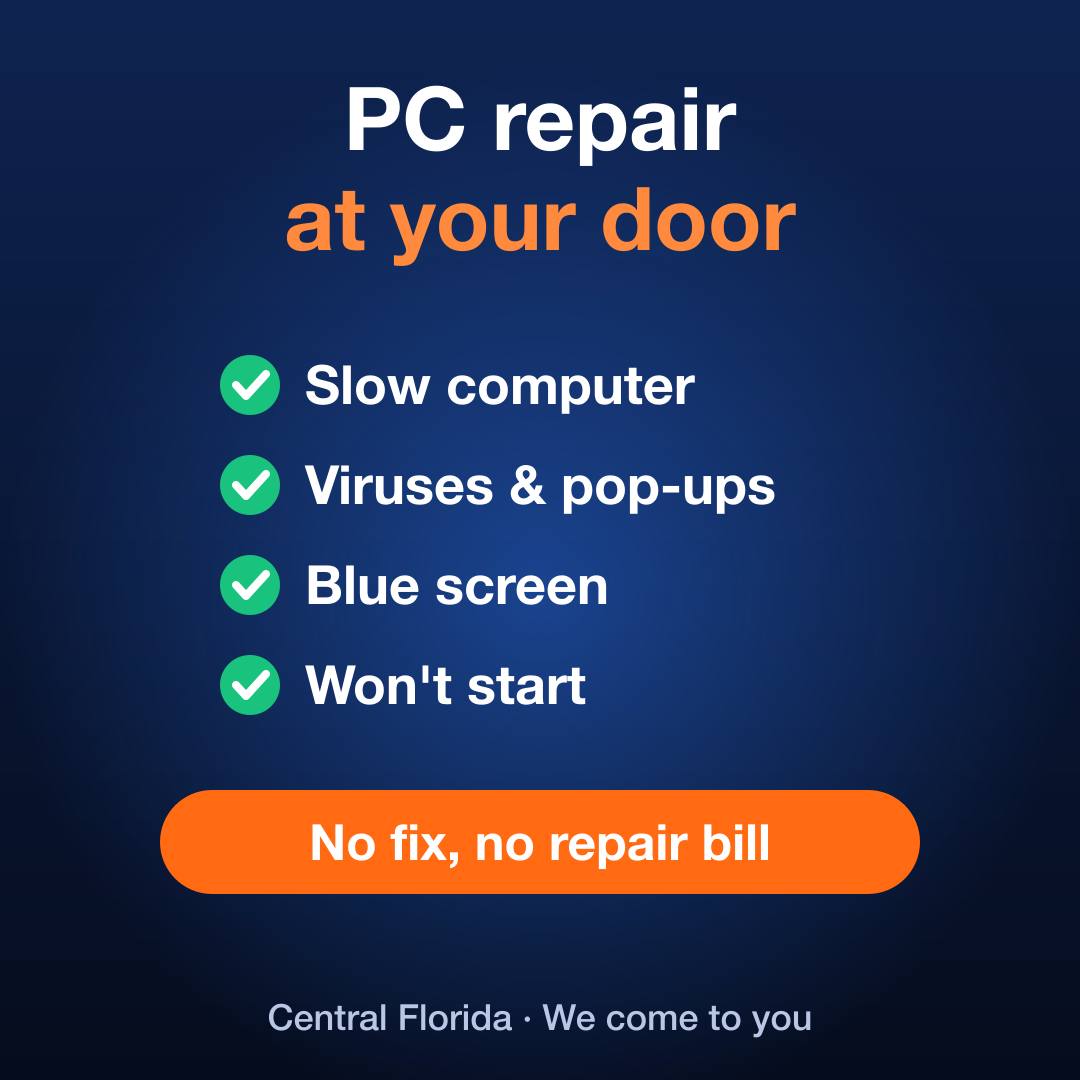 PC repair
at your door
Slow computer
Viruses & pop-ups
Blue screen
Won't start
No fix, no repair bill
Central Florida · We come to you